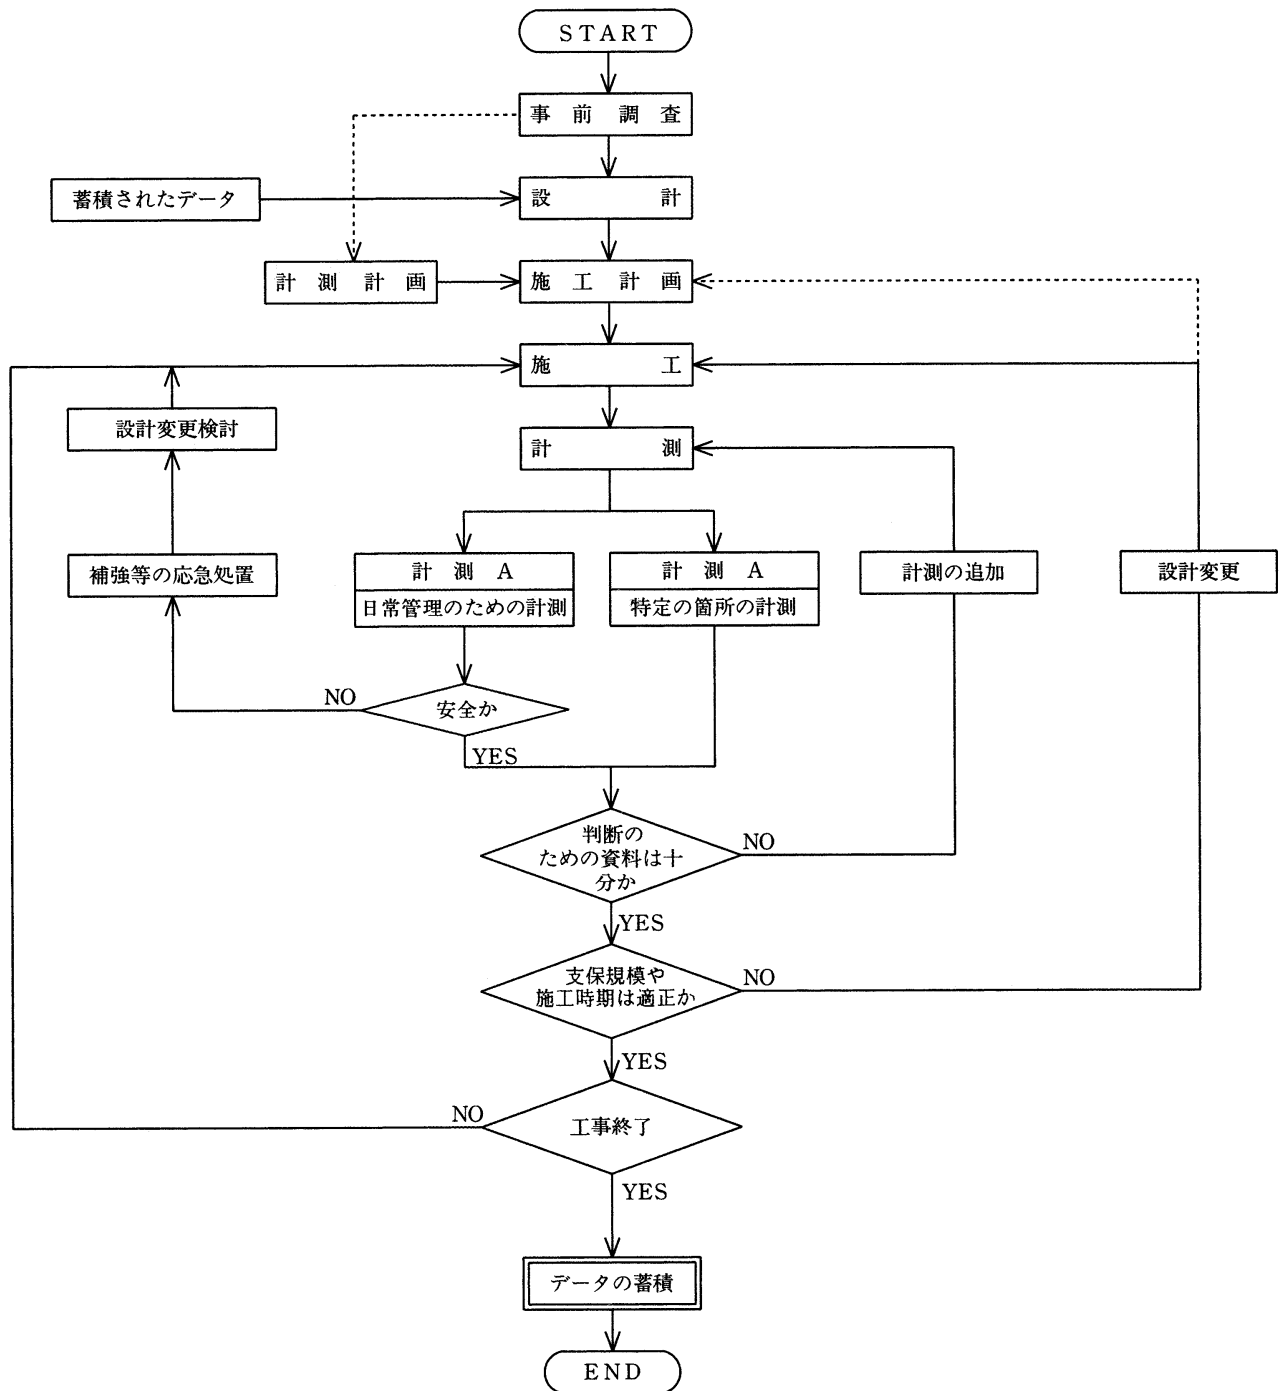 START
事前調査
蓄積されたデータ
設計
計測計画
施工計画
施工
設計変更検討
計測
補強等の応急処置
計測A
日常管理のための計測
計測A
特定の箇所の計測
計測の追加
設計変更
NO
安全か
YES
判断の
ための資料は十
分か
NO
YES
支保規模や
施工時期は適正か
NO
YES
NO
工事終了
YES
データの蓄積
END